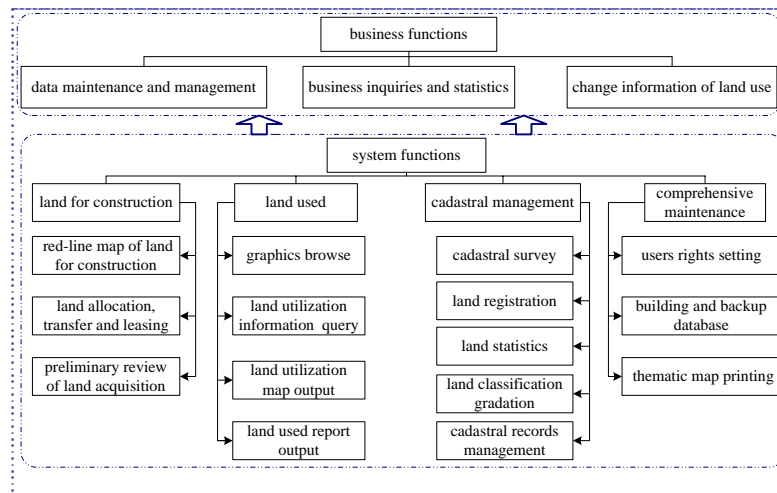 business functions
data maintenance and management
business inquiries and statistics
change information of land use
system functions
land for construction
red-line map of land
for construction
land allocation,
transfer and leasing
preliminary review
of land acquisition
land used
graphics browse
land utilization
information query
land utilization
map output
land used report
output
cadastral management
cadastral survey
land registration
land statistics
land classification
gradation
cadastral records
management
comprehensive
maintenance
users rights setting
building and backup
database
thematic map printing